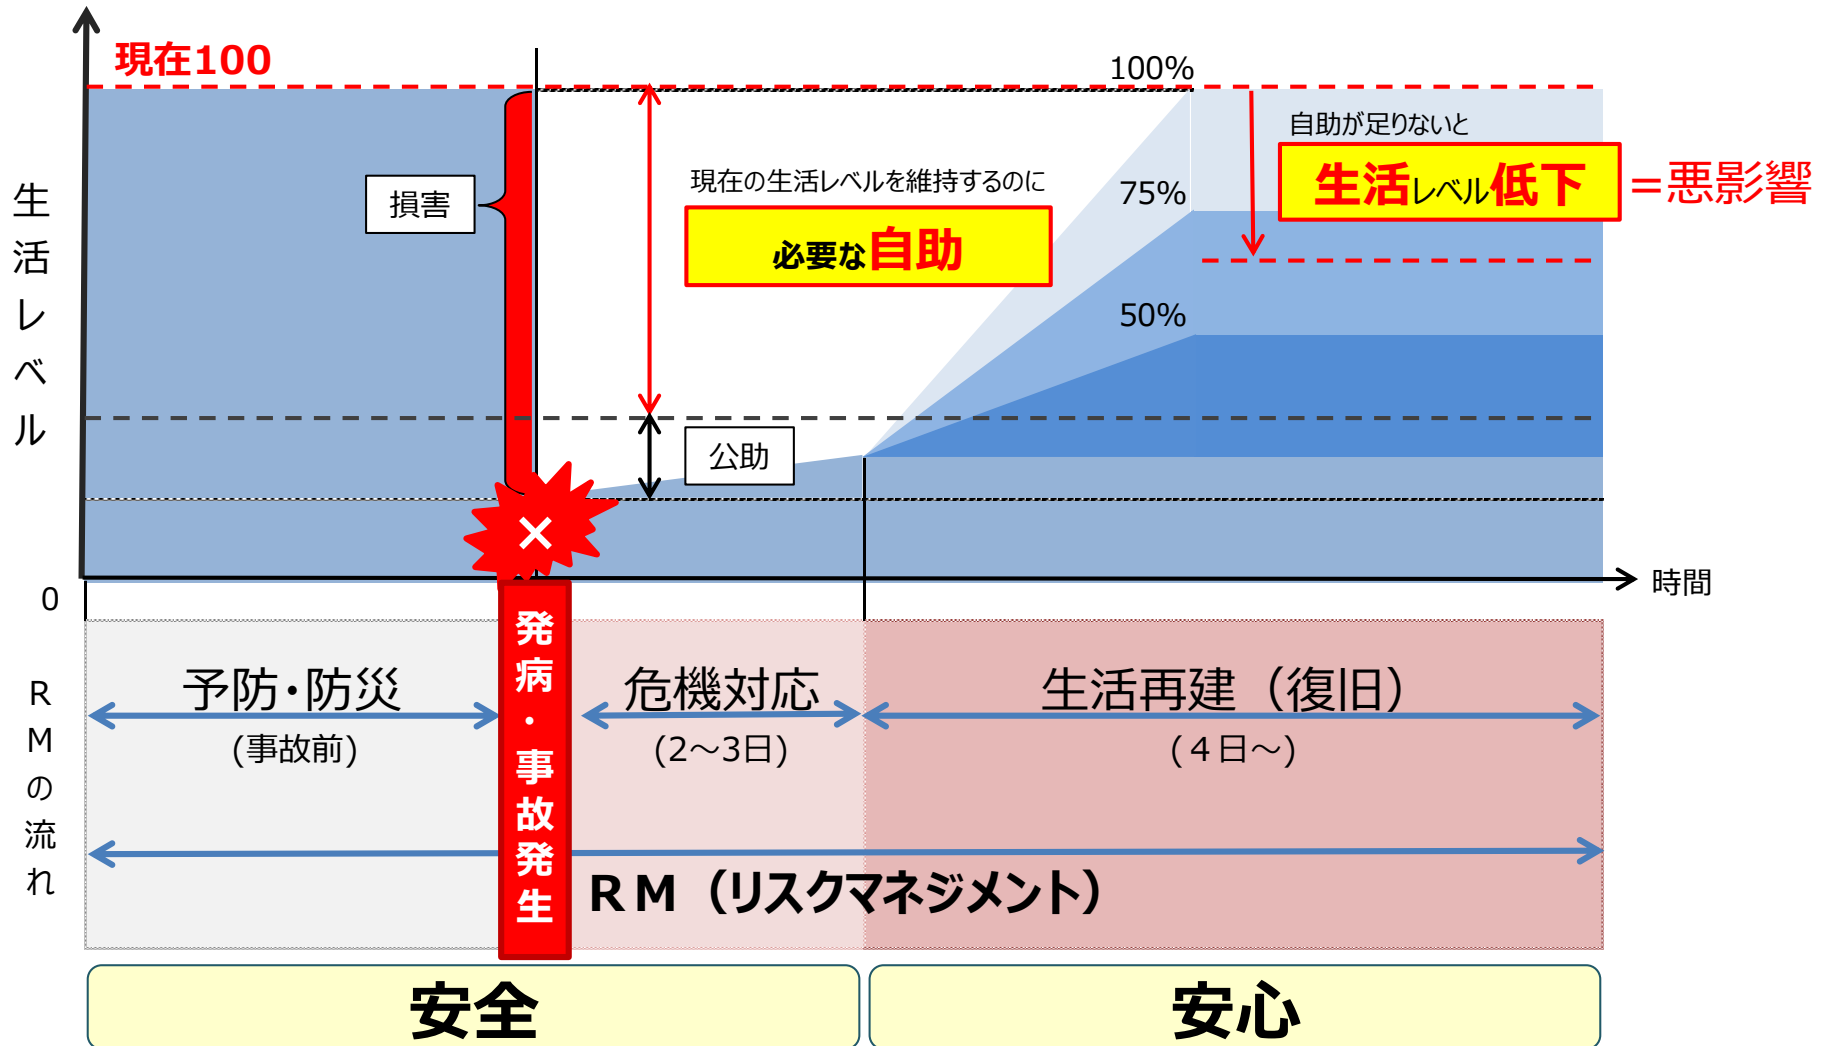 現在100
100%
自助が足りないと
生活レベル低下
=悪影響
損害
現在の生活レベルを維持するのに
必要な自助
75%
50%
公助
生活レベル
×
0
時間
発病・事故発生
RMの流れ
予防・防災
(事故前)
危機対応
(2～3日)
生活再建（復旧）
(４日～)
ＲＭ（リスクマネジメント）
安全
安心